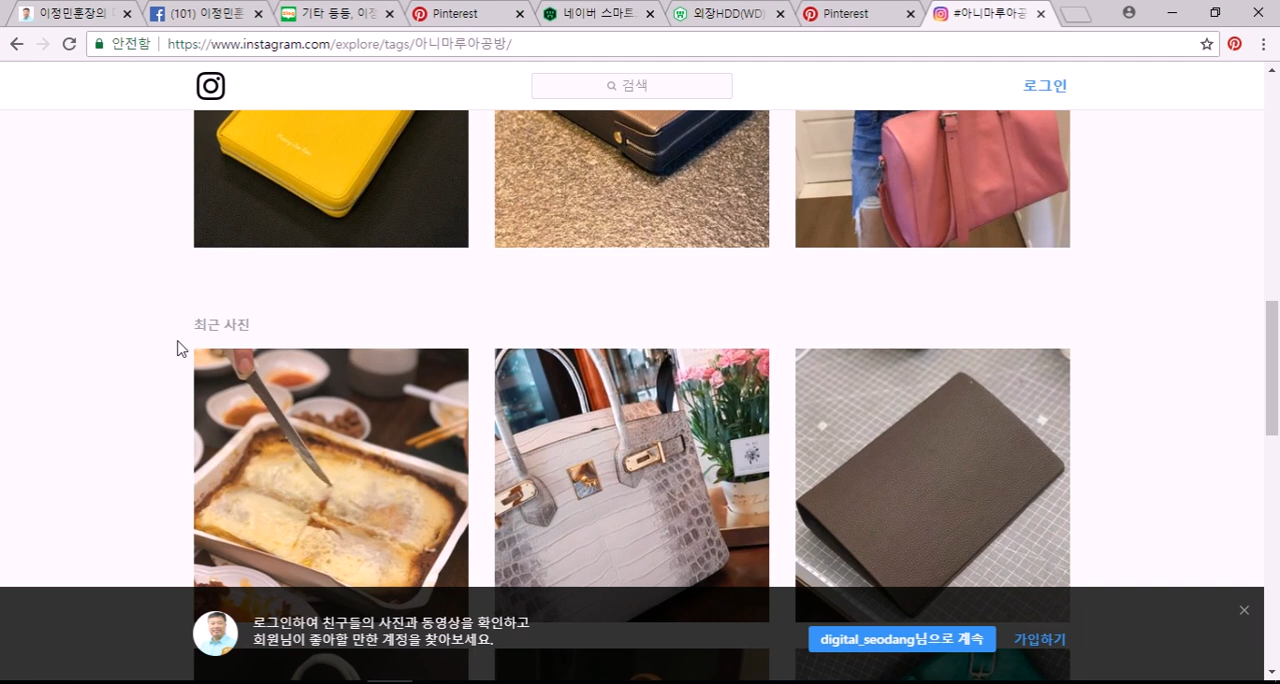 이정민훈장의
(101) 이정민훈
기타 등등, 이정
Pinterest
네이버 스마트
외장HDD(WD)
Pinterest
#아니마루아공
안전함
https://www.instagram.com/explore/tags/아니마루아공방/
검색
로그인
최근 사진
로그인하여 친구들의 사진과 동영상을 확인하고
회원님이 좋아할 만한 계정을 찾아보세요.
digital_seodang님으로 계속
가입하기